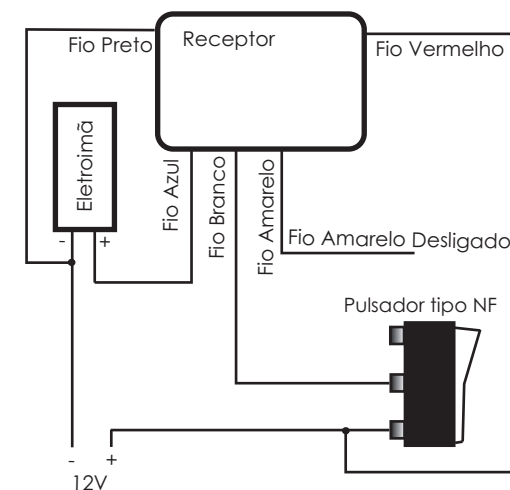 Fio Preto
Receptor
Fio Vermelho
Eletroimã
- +
Fio Azul
Fio Branco
Fio Amarelo
Fio Amarelo Desligado
Pulsador tipo NF
- +
12V